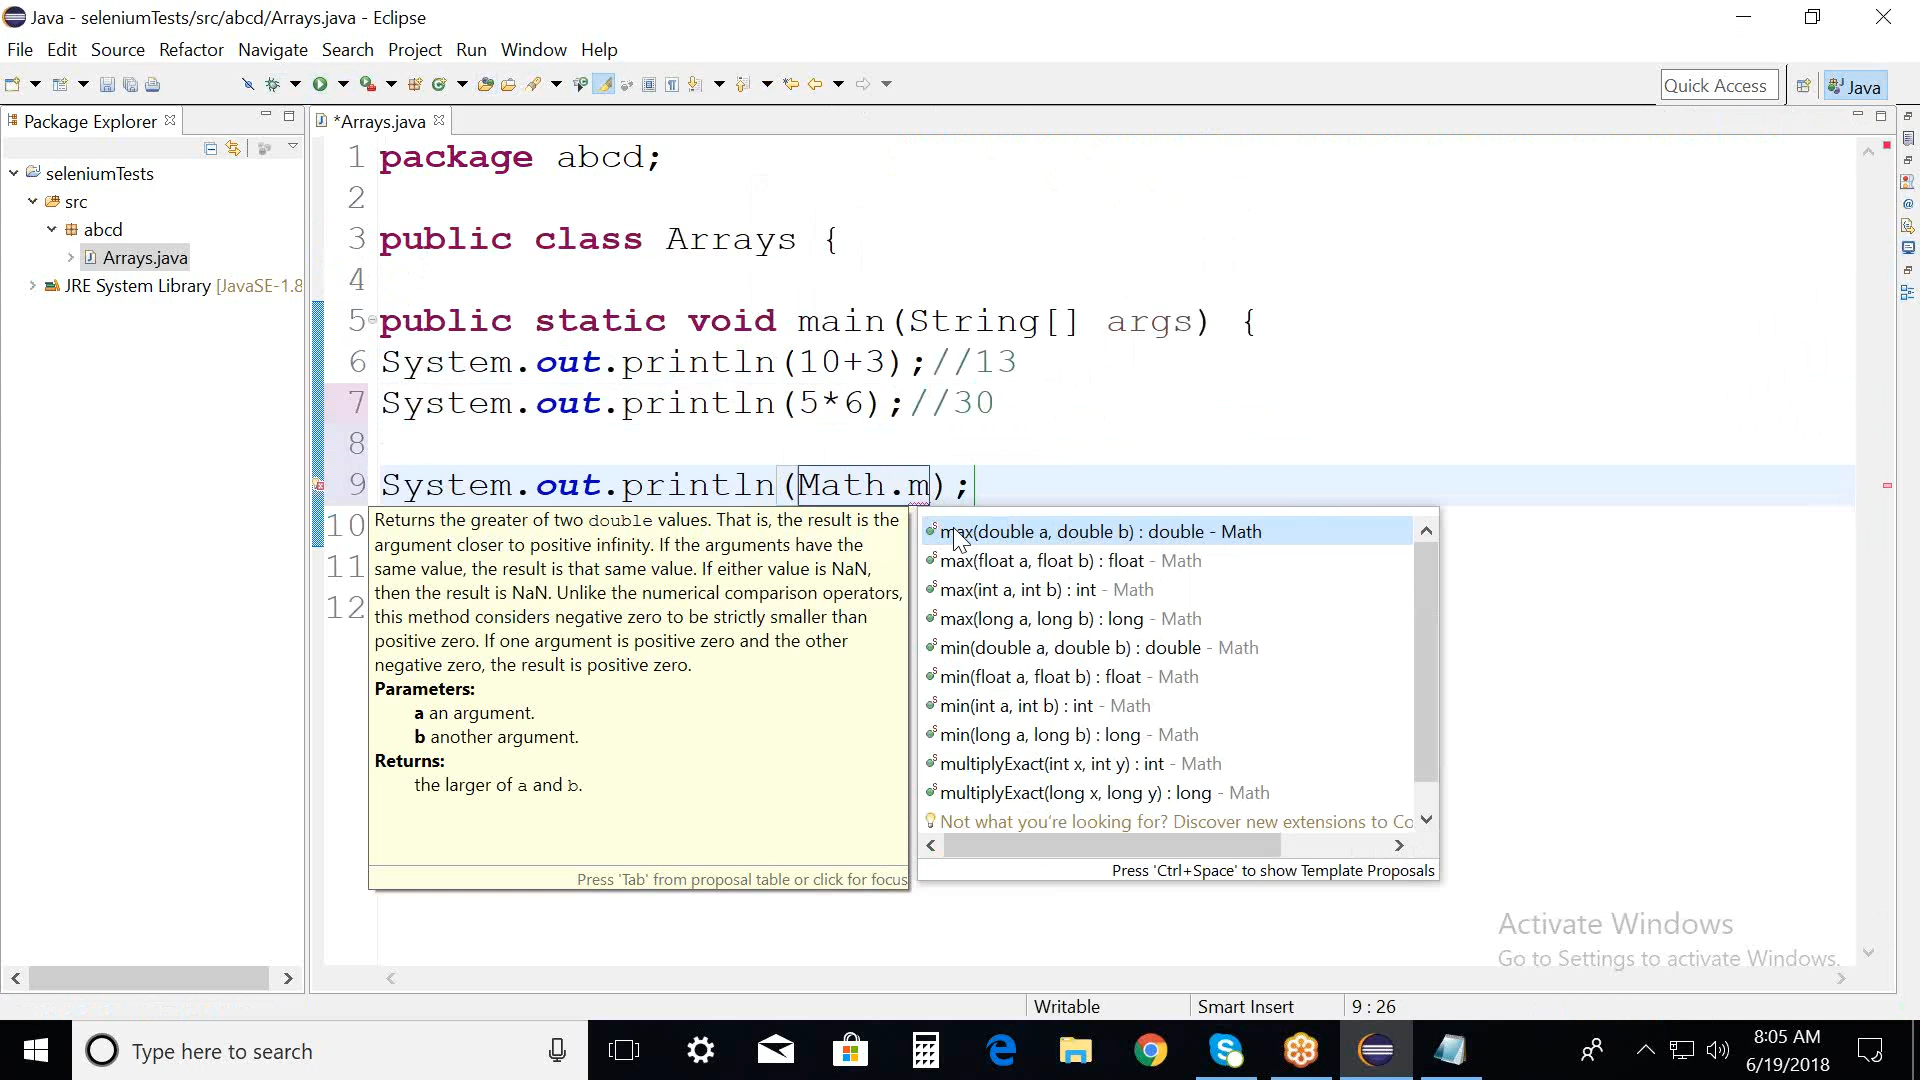 Java - seleniumTests/src/abcd/Arrays.java - Eclipse
File Edit Source Refactor Navigate Search Project Run Window Help
Quick Access
Java
Package Explorer
*Arrays.java
seleniumTests
src
abcd
Arrays.java
JRE System Library [JavaSE-1.8
1 package abcd;
2
3 public class Arrays {
4
5 public static void main(String[] args) {
6 System.out.println(10+3);//13
7 System.out.println(5*6);//30
8
9 System.out.println(Math.m);
10
11
12
Returns the greater of two double values. That is, the result is the
argument closer to positive infinity. If the arguments have the
same value, the result is that same value. If either value is NaN,
then the result is NaN. Unlike the numerical comparison operators,
this method considers negative zero to be strictly smaller than
positive zero. If one argument is positive zero and the other
negative zero, the result is positive zero.
Parameters:
a an argument.
b another argument.
Returns:
the larger of a and b.
Press 'Tab' from proposal table or click for focus
max(double a, double b) : double - Math
max(float a, float b) : float - Math
max(int a, int b) : int - Math
max(long a, long b) : long - Math
min(double a, double b) : double - Math
min(float a, float b) : float - Math
min(int a, int b) : int - Math
min(long a, long b) : long - Math
multiplyExact(int x, int y) : int - Math
multiplyExact(long x, long y) : long - Math
Not what you're looking for? Discover new extensions to Co
Press 'Ctrl+Space' to show Template Proposals
Activate Windows
Go to Settings to activate Windows.
Writable
Smart Insert
9 : 26
Type here to search
8:05 AM
6/19/2018